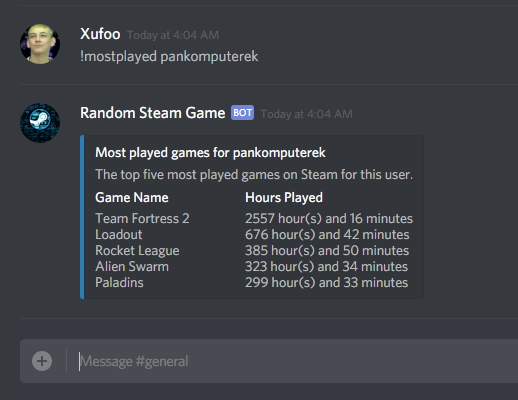 Xufoo Today at 4:04 AM
!mostplayed pankomputerek
Random Steam Game BOT Today at 4:04 AM
Most played games for pankomputerek
The top five most played games on Steam for this user.
Game Name Hours Played
Team Fortress 2 2557 hour(s) and 16 minutes
Loadout 676 hour(s) and 42 minutes
Rocket League 385 hour(s) and 50 minutes
Alien Swarm 323 hour(s) and 34 minutes
Paladins 299 hour(s) and 33 minutes
Message #general